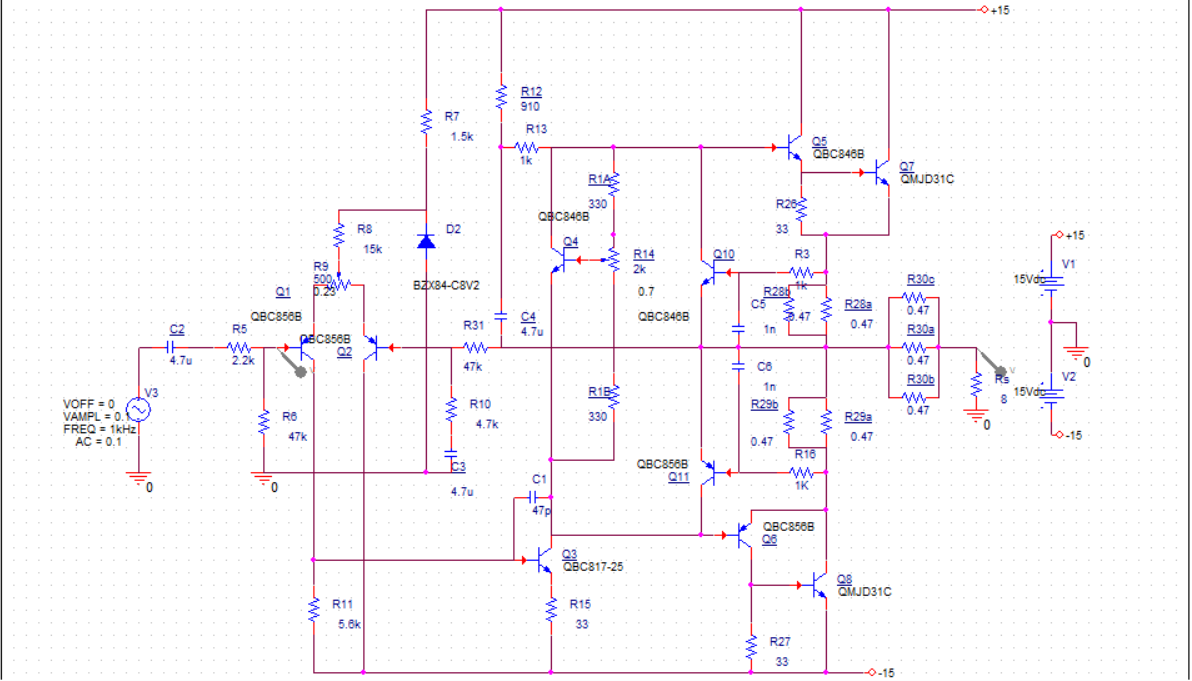 +15
R12
910
R7
1.5k
R13
1k
Q5
QBC846B
Q7
QMJD31C
R1A
330
R26
33
QBC846B
Q4
R8
15k
D2
BZX84-C8V2
R14
2k
0.7
Q10
QBC846B
R3
1k
+15
V1
15Vdc
R9
500
0.23
Q1
QBC856B
QBC856B
Q2
C5
1n
R28b
0.47
R28a
0.47
R30c
0.47
R30a
0.47
R30b
0.47
C2
4.7u
R5
2.2k
R31
47k
C4
4.7u
C6
1n
0
V
V
V3
VOFF = 0
VAMPL = 0.1
FREQ = 1kHz
AC = 0.1
R6
47k
R10
4.7k
R1B
330
R29b
0.47
R29a
0.47
Rs
8
0
V2
15Vdc
-15
0
0
C3
4.7u
C1
47p
QBC856B
Q11
R16
1K
Q3
QBC817-25
QBC856B
Q6
Q8
QMJD31C
R11
5.6k
R15
33
R27
33
-15